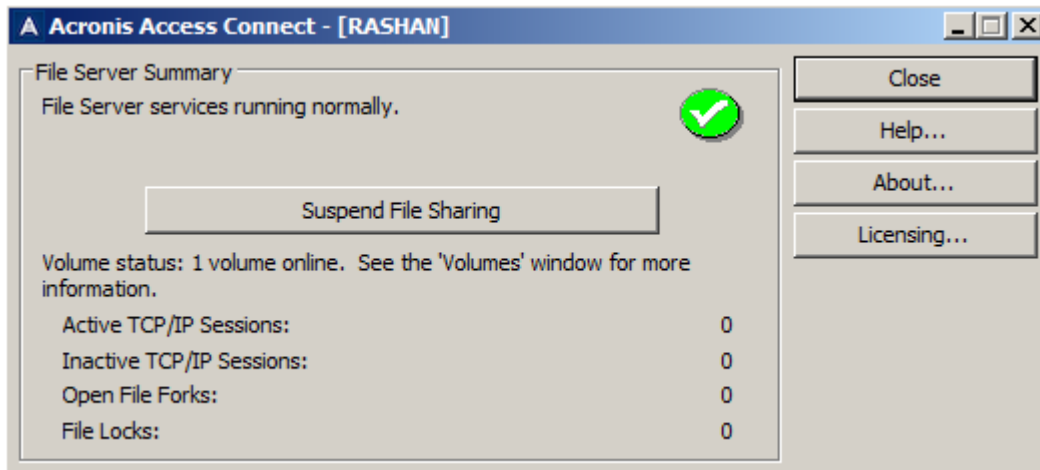 Acronis Access Connect - [RASHAN]
File Server Summary
File Server services running normally.
Suspend File Sharing
Volume status: 1 volume online. See the 'Volumes' window for more
information.
Active TCP/IP Sessions: 0
Inactive TCP/IP Sessions: 0
Open File Forks: 0
File Locks: 0
Close
Help...
About...
Licensing...